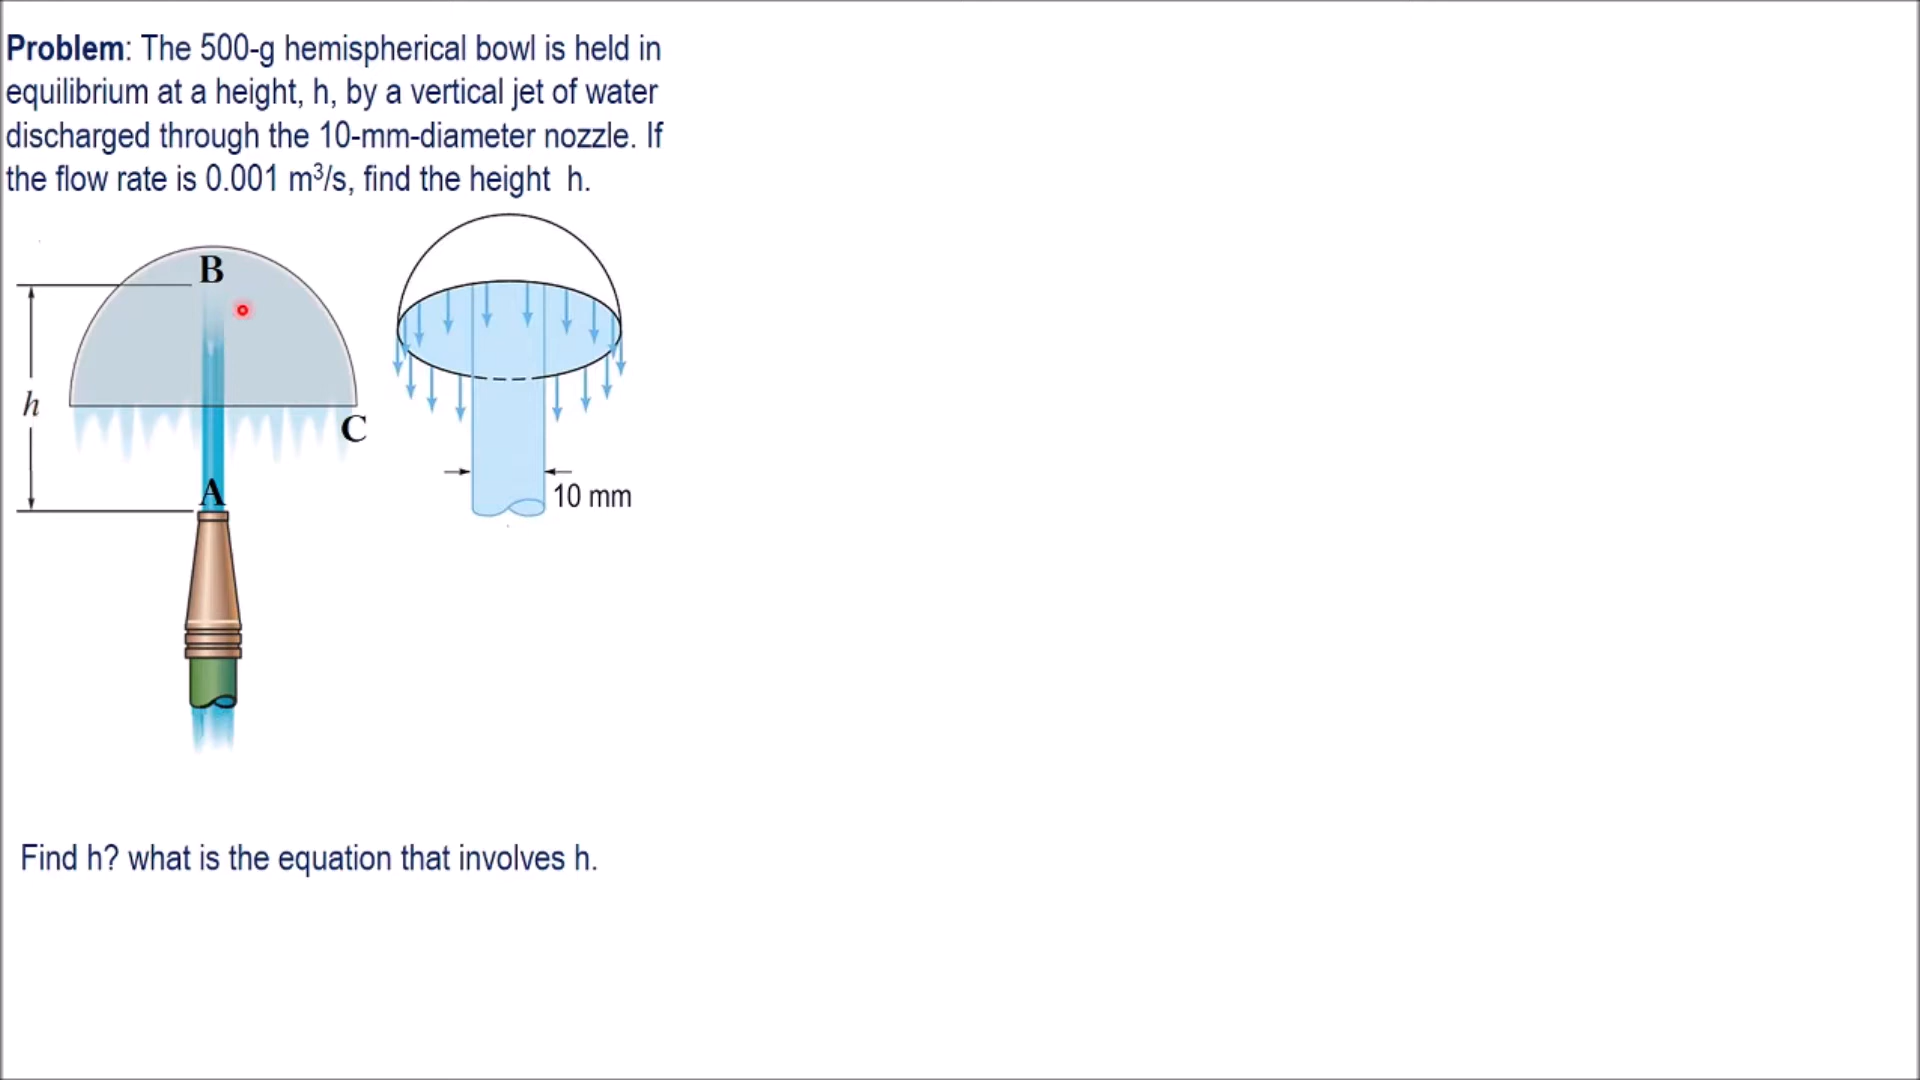 Problem: The 500-g hemispherical bowl is held in
equilibrium at a height, h, by a vertical jet of water
discharged through the 10-mm-diameter nozzle. If
the flow rate is 0.001 m³/s, find the height h.
B
h
C
A
10 mm
Find h? what is the equation that involves h.